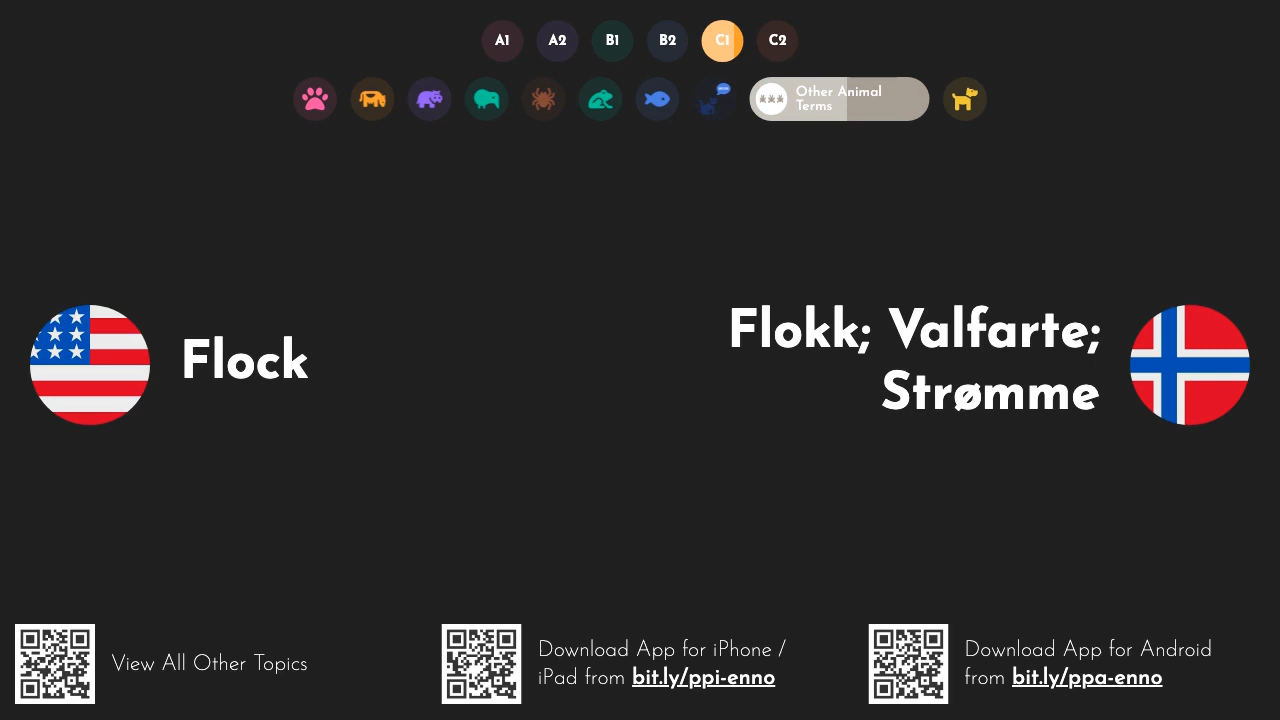 A1 A2 B1 B2 C1 C2
Other Animal
Terms
Flock
Flokk; Valfarte;
Strømme
View All Other Topics
Download App for iPhone /
iPad from bit.ly/ppi-enno
Download App for Android
from bit.ly/ppa-enno